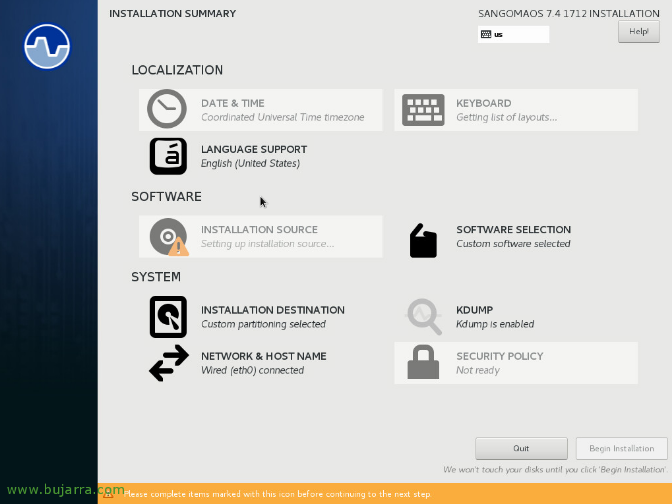 INSTALLATION SUMMARY
SANGOMAOS 7.4 1712 INSTALLATION
us
Help!
LOCALIZATION
DATE & TIME
Coordinated Universal Time timezone
KEYBOARD
Getting list of layouts...
LANGUAGE SUPPORT
English (United States)
SOFTWARE
INSTALLATION SOURCE
Setting up installation source...
SOFTWARE SELECTION
Custom software selected
SYSTEM
INSTALLATION DESTINATION
Custom partitioning selected
KDUMP
Kdump is enabled
NETWORK & HOST NAME
Wired (eth0) connected
SECURITY POLICY
Not ready
Quit
Begin Installation
We won't touch your disks until you click 'Begin Installation'.
www.bujarra.com
Please complete items marked with this icon before continuing to the next step.